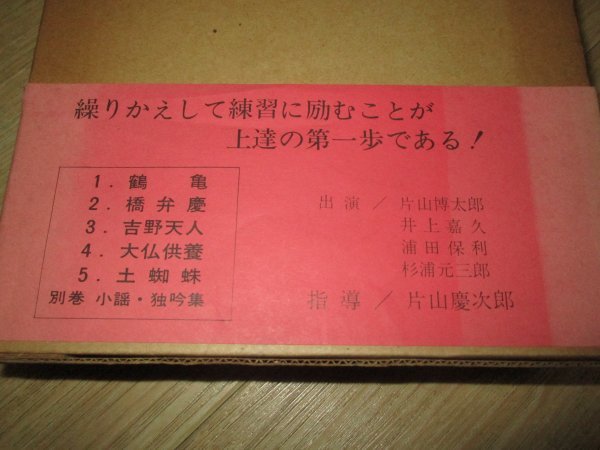 繰りかえして練習に励むことが
上達の第一歩である!
1. 鶴亀
2. 橋弁慶
3. 吉野天人
4. 大仏供養
5. 土蜘蛛
別巻 小謡・独吟集
出演/片山博太郎
井上嘉久
浦田保利
杉浦元三郎
指導/片山慶次郎